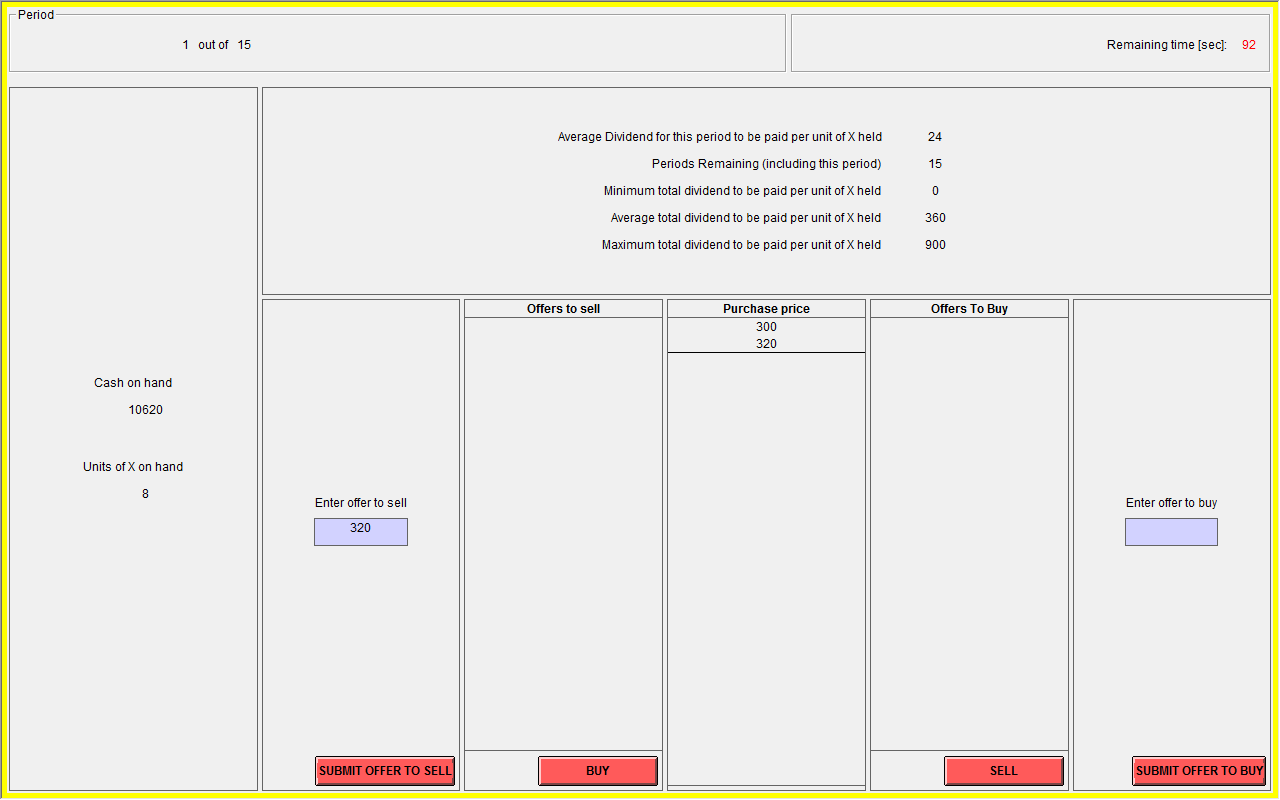 Period
1 out of 15
Remaining time [sec]: 92
Average Dividend for this period to be paid per unit of X held 24
Periods Remaining (including this period) 15
Minimum total dividend to be paid per unit of X held 0
Average total dividend to be paid per unit of X held 360
Maximum total dividend to be paid per unit of X held 900
Cash on hand
10620
Units of X on hand
8
Enter offer to sell
320
SUBMIT OFFER TO SELL
Offers to sell
BUY
Purchase price
300
320
Offers To Buy
SELL
Enter offer to buy
SUBMIT OFFER TO BUY